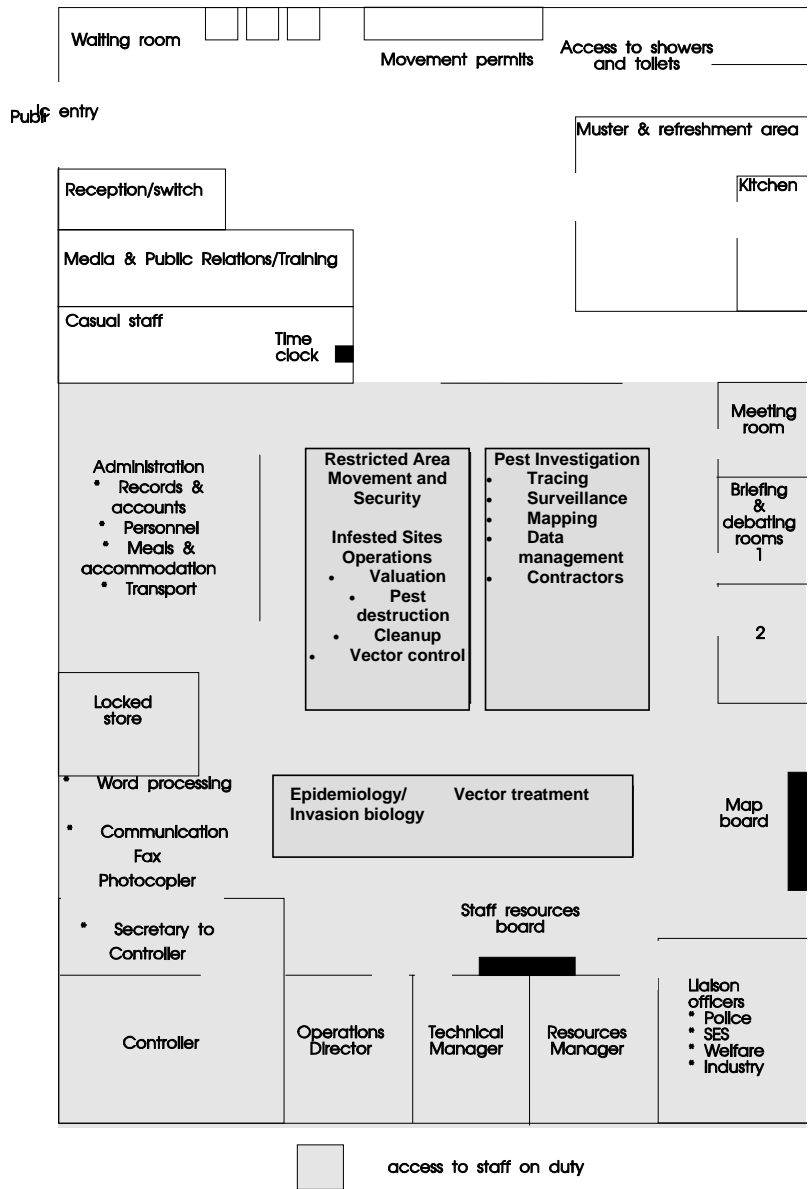 Waiting room
Movement permits
Access to showers
and toilets
Public entry
Muster & refreshment area
Reception/switch
Kitchen
Media & Public Relations/Training
Casual staff
Time
clock
Meeting
room
Administration
* Records &
accounts
* Personnel
* Meals &
accommodation
* Transport
Restricted Area
Movement and
Security
Infested Sites
Operations
• Valuation
• Pest
destruction
• Cleanup
• Vector control
Pest Investigation
• Tracing
• Surveillance
• Mapping
• Data
management
• Contractors
Briefing
&
debating
rooms
1
2
Locked
store
* Word processing
* Communication
Fax
Photocopier
Epidemiology/
Invasion biology
Vector treatment
Map
board
* Secretary to
Controller
Staff resources
board
Controller
Operations
Director
Technical
Manager
Resources
Manager
Liaison
officers
* Police
* SES
* Welfare
* Industry
access to staff on duty